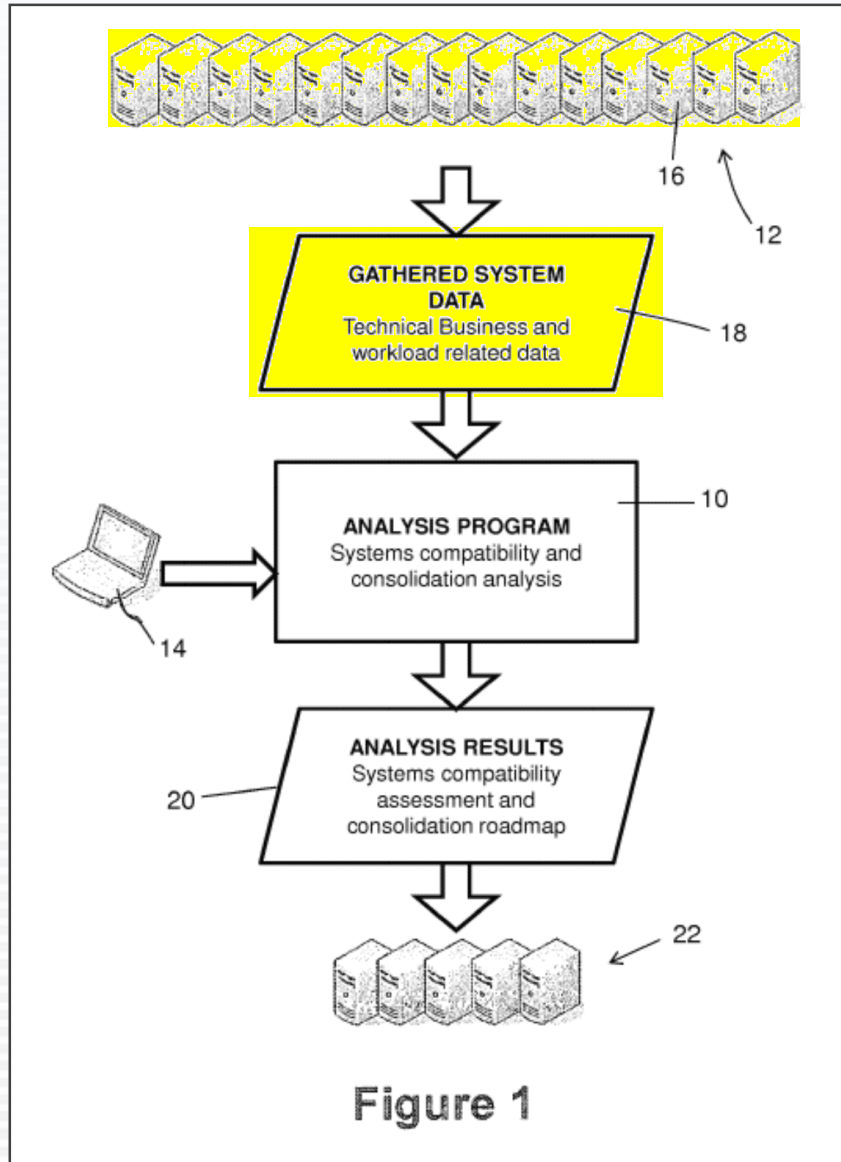 16
12
GATHERED SYSTEM
DATA
Technical Business and
workload related data
18
10
ANALYSIS PROGRAM
Systems compatibility and
consolidation analysis
14
ANALYSIS RESULTS
Systems compatibility
assessment and
consolidation roadmap
20
22
Figure 1